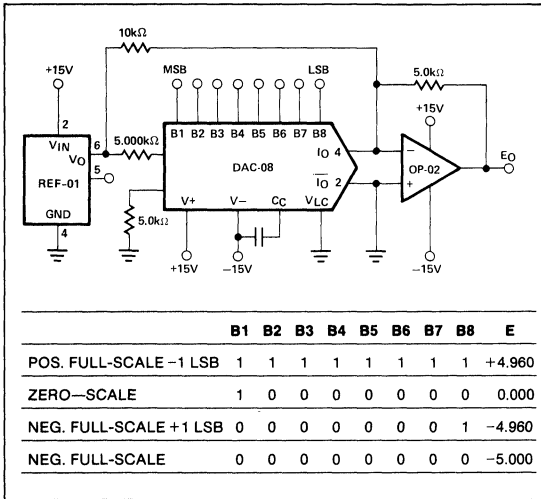 10kΩ
+15V
MSB
LSB
5.0kΩ
2
VIN
VO
6
5
REF-01
GND
4
5.000kΩ
B1 B2 B3 B4 B5 B6 B7 B8
DAC-08
IO 4
IO 2
V+
V−
CC
VLC
5.0kΩ
+15V
−15V
+15V
−
OP-02
+
EO
−15V
B1 B2 B3 B4 B5 B6 B7 B8 E
POS. FULL-SCALE −1 LSB 1 1 1 1 1 1 1 1 +4.960
ZERO—SCALE 1 0 0 0 0 0 0 0 0.000
NEG. FULL-SCALE +1 LSB 0 0 0 0 0 0 0 1 −4.960
NEG. FULL-SCALE 0 0 0 0 0 0 0 0 −5.000